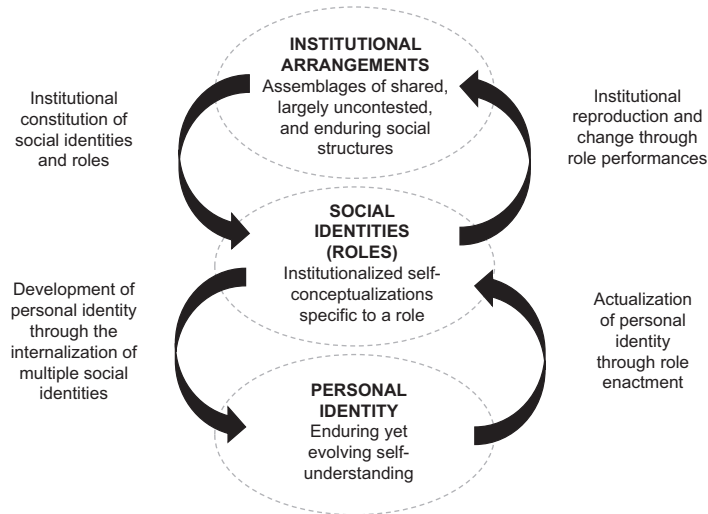 INSTITUTIONAL
ARRANGEMENTS
Assemblages of shared,
largely uncontested,
and enduring social
structures
Institutional
constitution of
social identities
and roles
Institutional
reproduction and
change through
role performances
SOCIAL
IDENTITIES
(ROLES)
Institutionalized self-
conceptualizations
specific to a role
Development of
personal identity
through the
internalization of
multiple social
identities
Actualization
of personal
identity
through role
enactment
PERSONAL
IDENTITY
Enduring yet
evolving self-
understanding